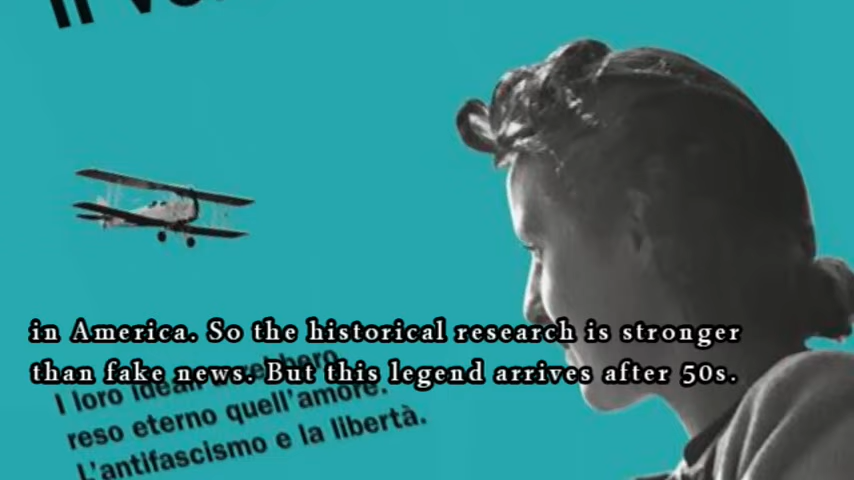 Il
in America. So the historical research is stronger
than fake news. But this legend arrives after 50s.
I loro ideali
reso eterno quell'amore.
L'antifascismo e la libertà.